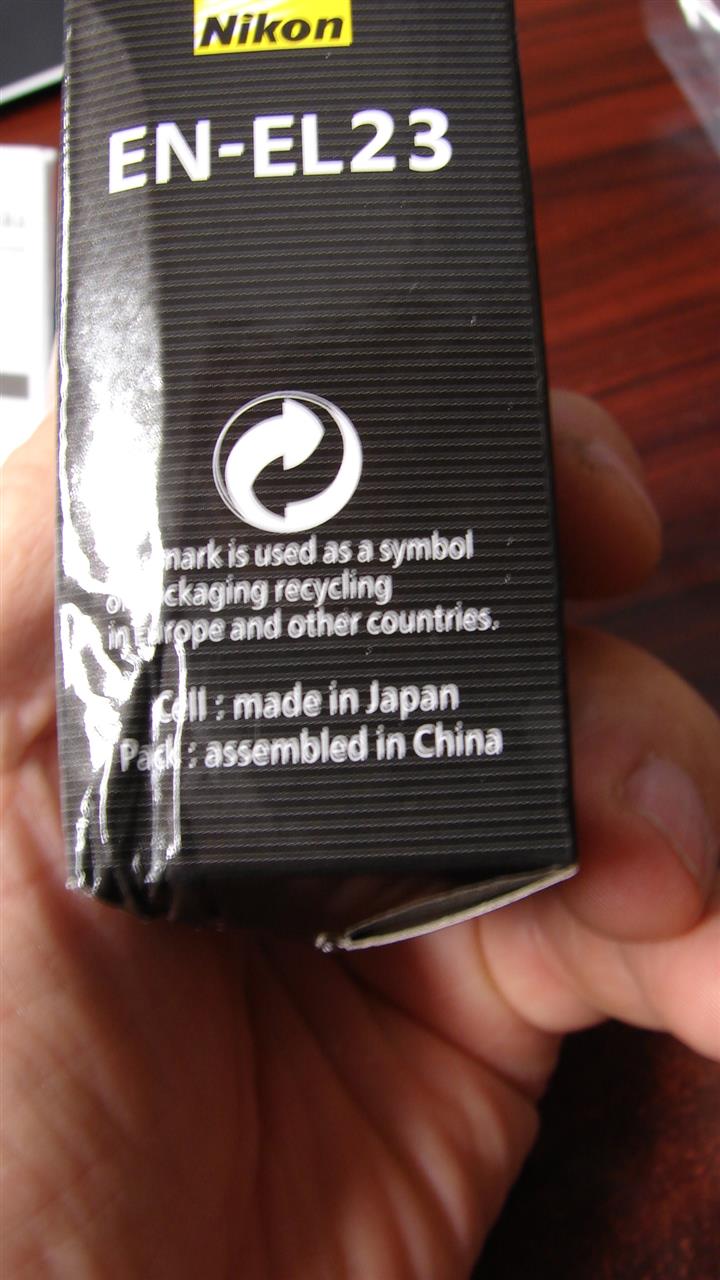 Nikon
EN-EL23
mark is used as a symbol
of packaging recycling
in Europe and other countries.
Cell : made in Japan
Pack : assembled in China